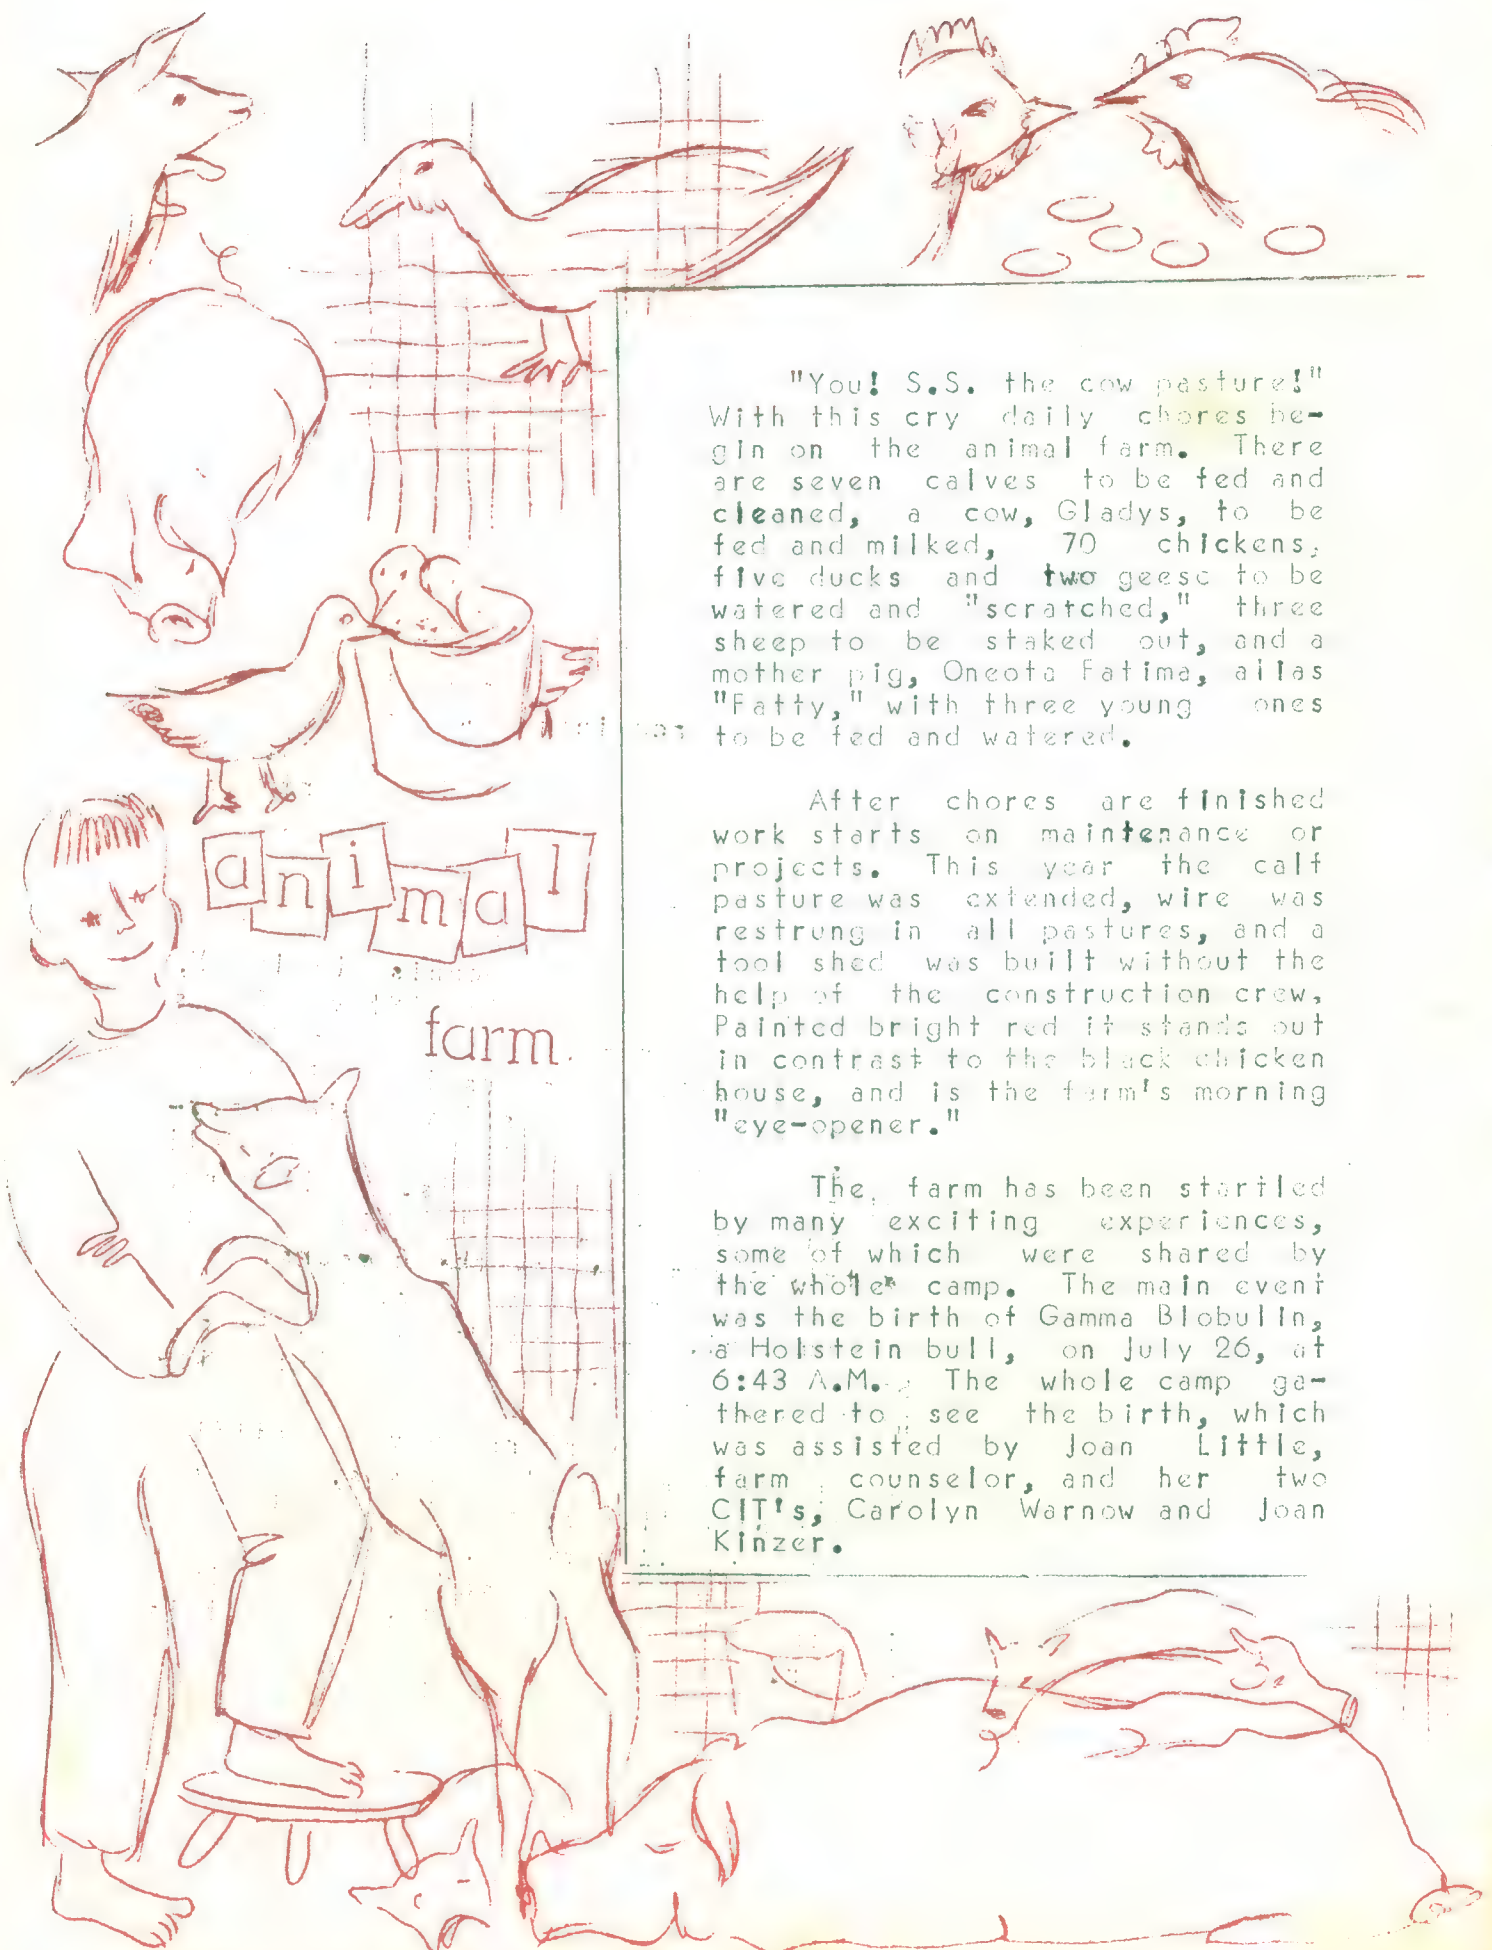 animal
farm
"You! S.S. the cow pasture!"
With this cry daily chores be-
gin on the animal farm. There
are seven calves to be fed and
cleaned, a cow, Gladys, to be
fed and milked, 70 chickens,
five ducks and two geese to be
watered and "scratched," three
sheep to be staked out, and a
mother pig, Oneota Fatima, alias
"Fatty," with three young ones
to be fed and watered.
After chores are finished
work starts on maintenance or
projects. This year the calf
pasture was extended, wire was
restrung in all pastures, and a
tool shed was built without the
help of the construction crew,
Painted bright red it stands out
in contrast to the black chicken
house, and is the farm's morning
"eye-opener."
The farm has been startled
by many exciting experiences,
some of which were shared by
the whole camp. The main event
was the birth of Gamma Blobulin,
a Holstein bull, on July 26, at
6:43 A.M. The whole camp ga-
thered to see the birth, which
was assisted by Joan Little,
farm counselor, and her two
CIT's, Carolyn Warnow and Joan
Kinzer.